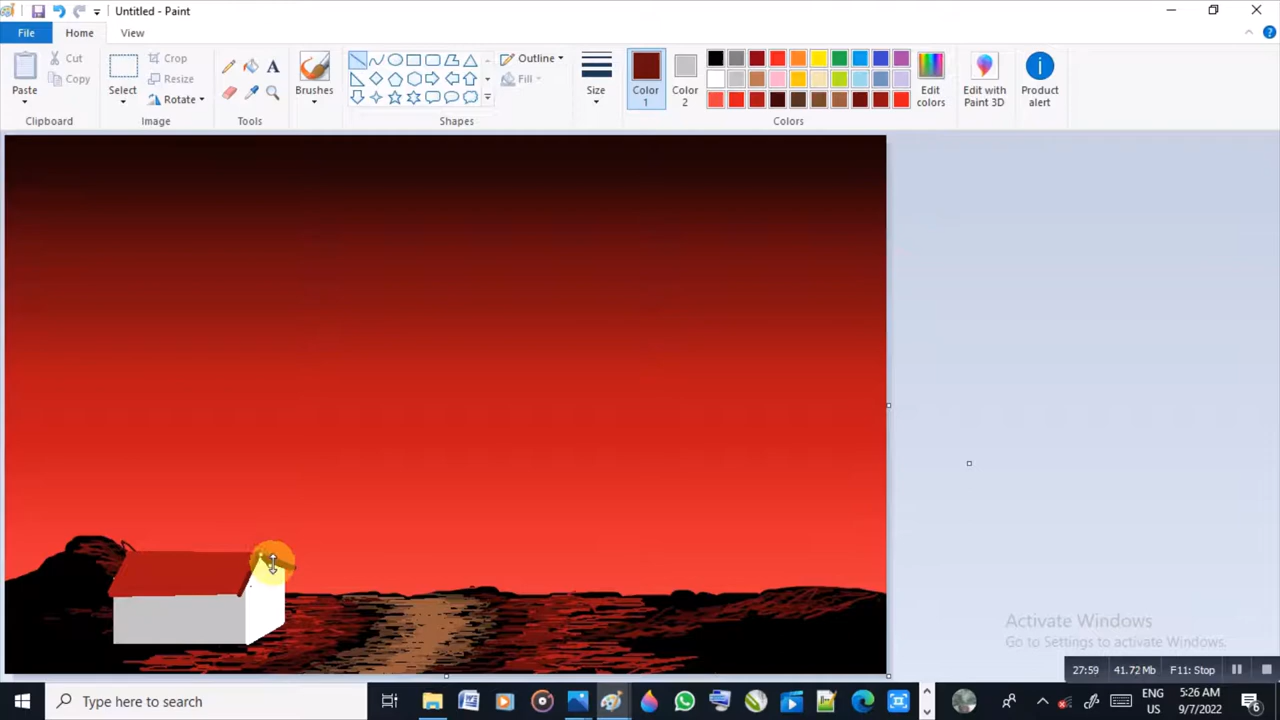 Untitled - Paint
File
Home
View
Paste
Cut
Copy
Clipboard
Select
Crop
Resize
Rotate
Image
Tools
Brushes
Shapes
Outline
Fill
Size
Color 1
Color 2
Colors
Edit colors
Edit with Paint 3D
Product alert
Activate Windows
Go to Settings to activate Windows.
27:59
41.72 Mb
F11: Stop
Type here to search
ENG
US
5:26 AM
9/7/2022
6